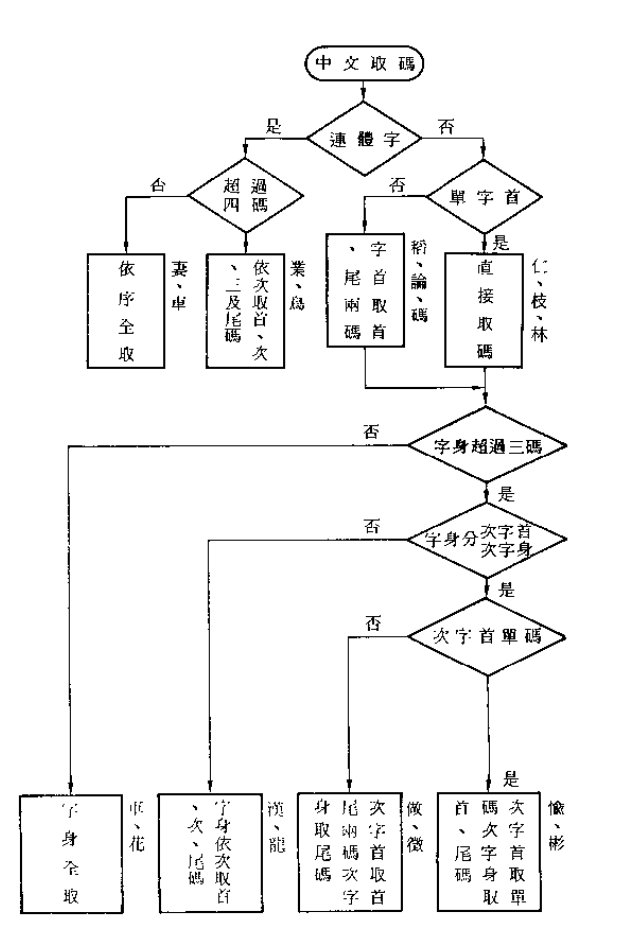 中文取碼
連體字
是
否
超過
四碼
單字首
否
否
是
依序全取
妻、車
依次取首、次
、三及尾碼
業、烏
字首取首
、尾兩碼
稻、論、碼
直接取碼
仁、枝、林
字身超過三碼
否
是
字身分次字首
次字身
否
是
次字首單碼
否
是
字身全取
花
字身依次取首
、次、尾碼
漢、龍
次字首取首
尾兩碼次字
身取尾碼
做、微
次字首取單
碼次字身取
首、尾碼
愉、彬